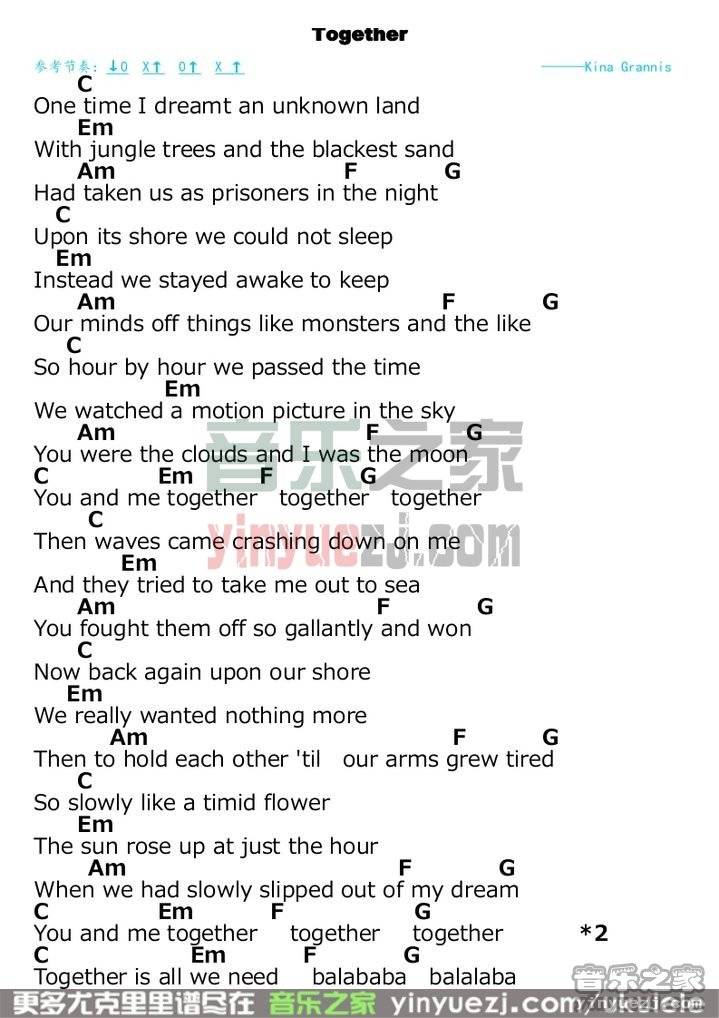 Together
参考节奏: ↓0 X↑ 0↑ X ↑ ———Kina Grannis
C
One time I dreamt an unknown land
Em
With jungle trees and the blackest sand
Am F G
Had taken us as prisoners in the night
C
Upon its shore we could not sleep
Em
Instead we stayed awake to keep
Am F G
Our minds off things like monsters and the like
C
So hour by hour we passed the time
Em
We watched a motion picture in the sky
Am F G
You were the clouds and I was the moon
C Em F G
You and me together together together
C
Then waves came crashing down on me
Em
And they tried to take me out to sea
Am F G
You fought them off so gallantly and won
C
Now back again upon our shore
Em
We really wanted nothing more
Am F G
Then to hold each other 'til our arms grew tired
C
So slowly like a timid flower
Em
The sun rose up at just the hour
Am F G
When we had slowly slipped out of my dream
C Em F G
You and me together together together *2
C Em F G
Together is all we need balababa balalaba
音乐之家
yinyuezj.com
更多尤克里里谱尽在 音乐之家 yinyuezj.com
音乐之家
yinyuezj.com